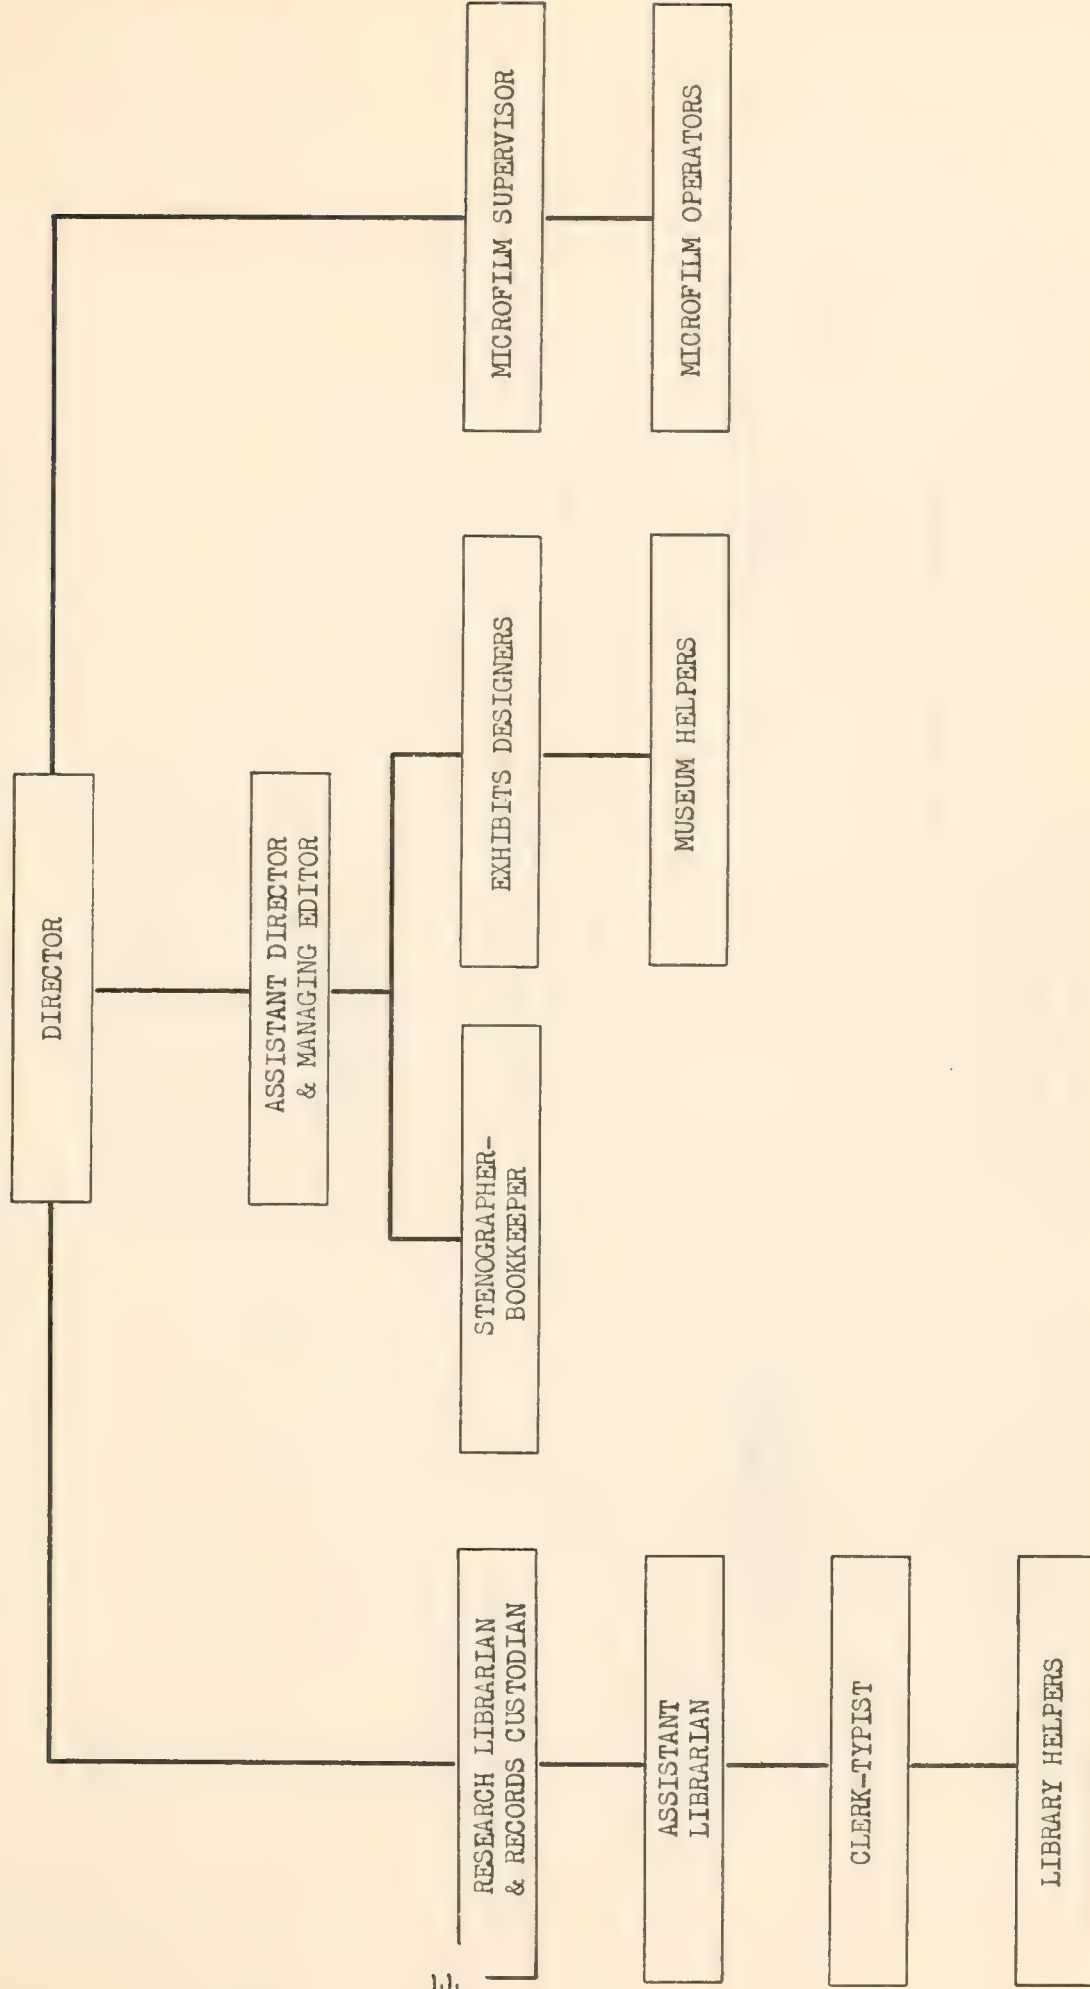 DIRECTOR
ASSISTANT DIRECTOR
& MANAGING EDITOR
RESEARCH LIBRARIAN
& RECORDS CUSTODIAN
STENOGRAPHER-
BOOKKEEPER
EXHIBITS DESIGNERS
MICROFILM SUPERVISOR
ASSISTANT
LIBRARIAN
MUSEUM HELPERS
MICROFILM OPERATORS
CLERK-TYPIST
LIBRARY HELPERS